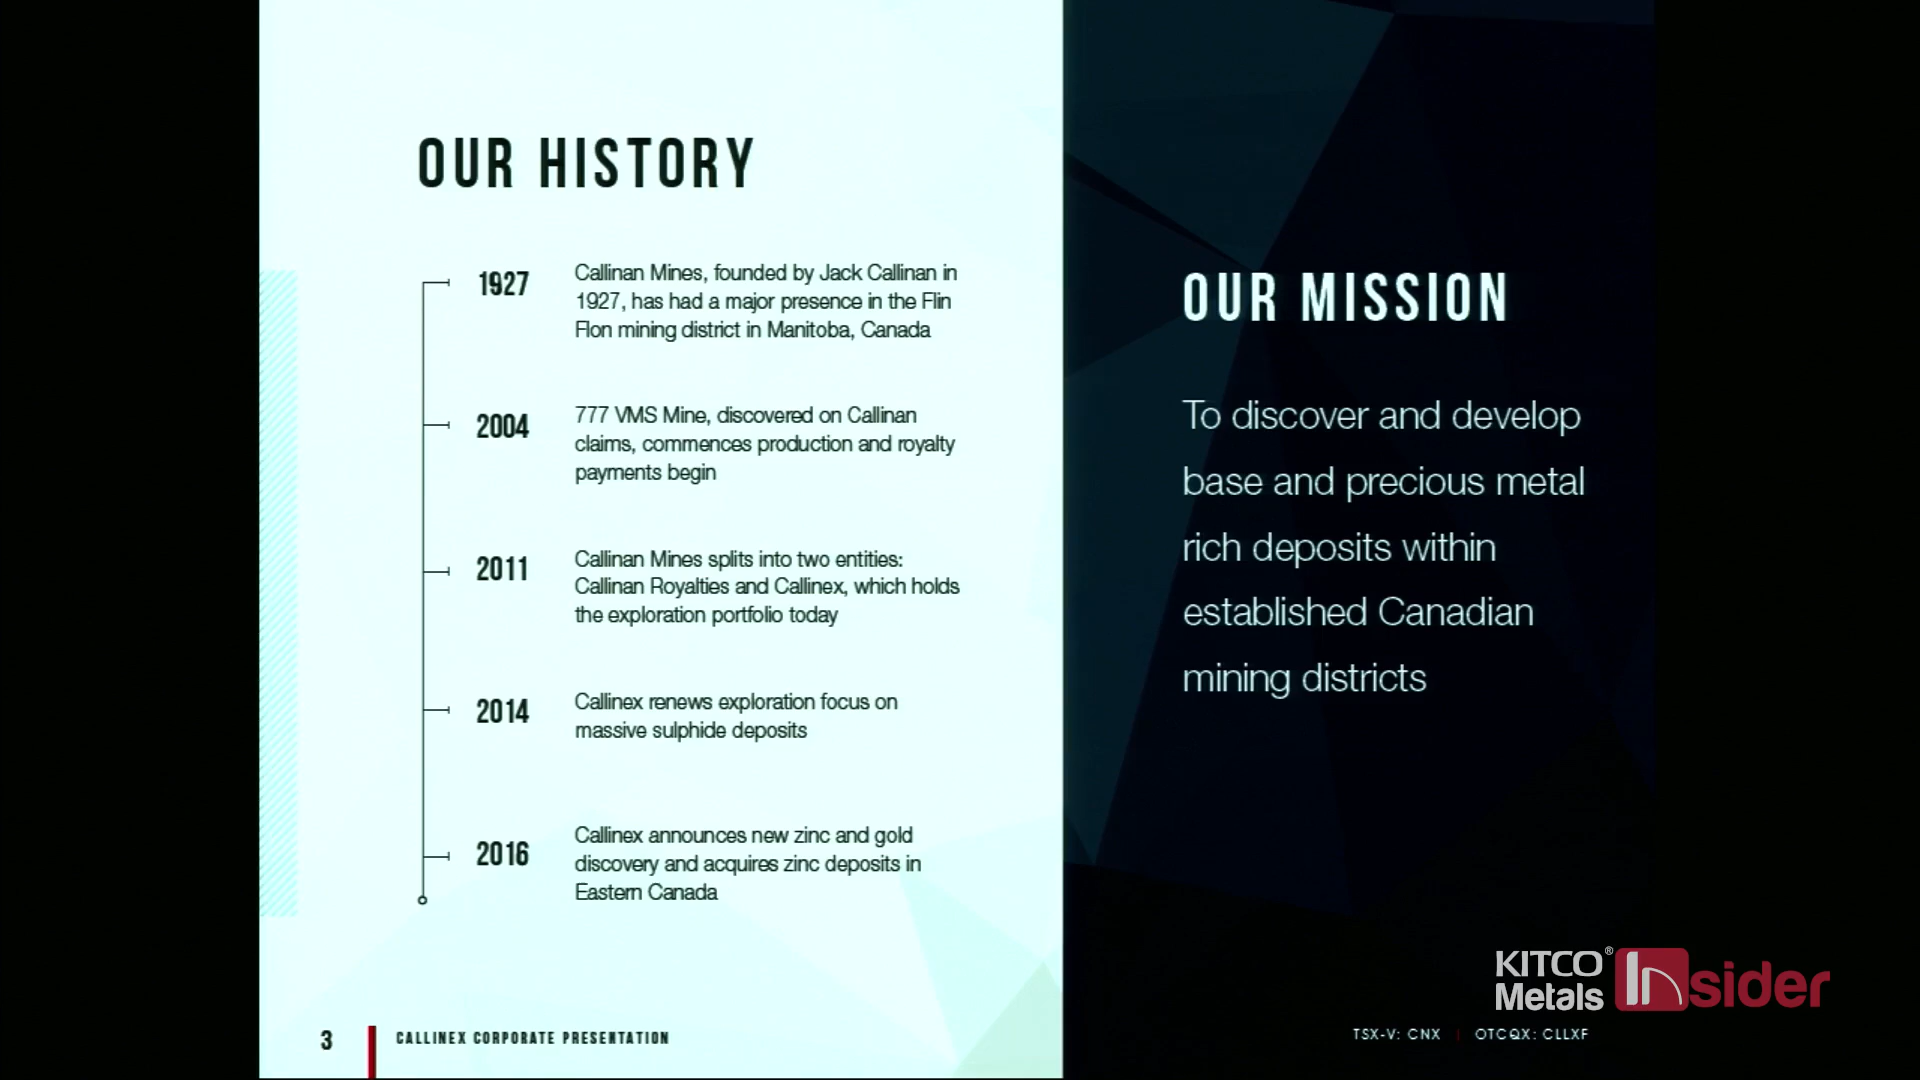 OUR HISTORY
1927
Callinan Mines, founded by Jack Callinan in
1927, has had a major presence in the Flin
Flon mining district in Manitoba, Canada
2004
777 VMS Mine, discovered on Callinan
claims, commences production and royalty
payments begin
2011
Callinan Mines splits into two entities:
Callinan Royalties and Callinex, which holds
the exploration portfolio today
2014
Callinex renews exploration focus on
massive sulphide deposits
2016
Callinex announces new zinc and gold
discovery and acquires zinc deposits in
Eastern Canada
3
CALLINEX CORPORATE PRESENTATION
OUR MISSION
To discover and develop
base and precious metal
rich deposits within
established Canadian
mining districts
KITCO®
Metals
Insider
TSX-V: CNX | OTCQX: CLLXF